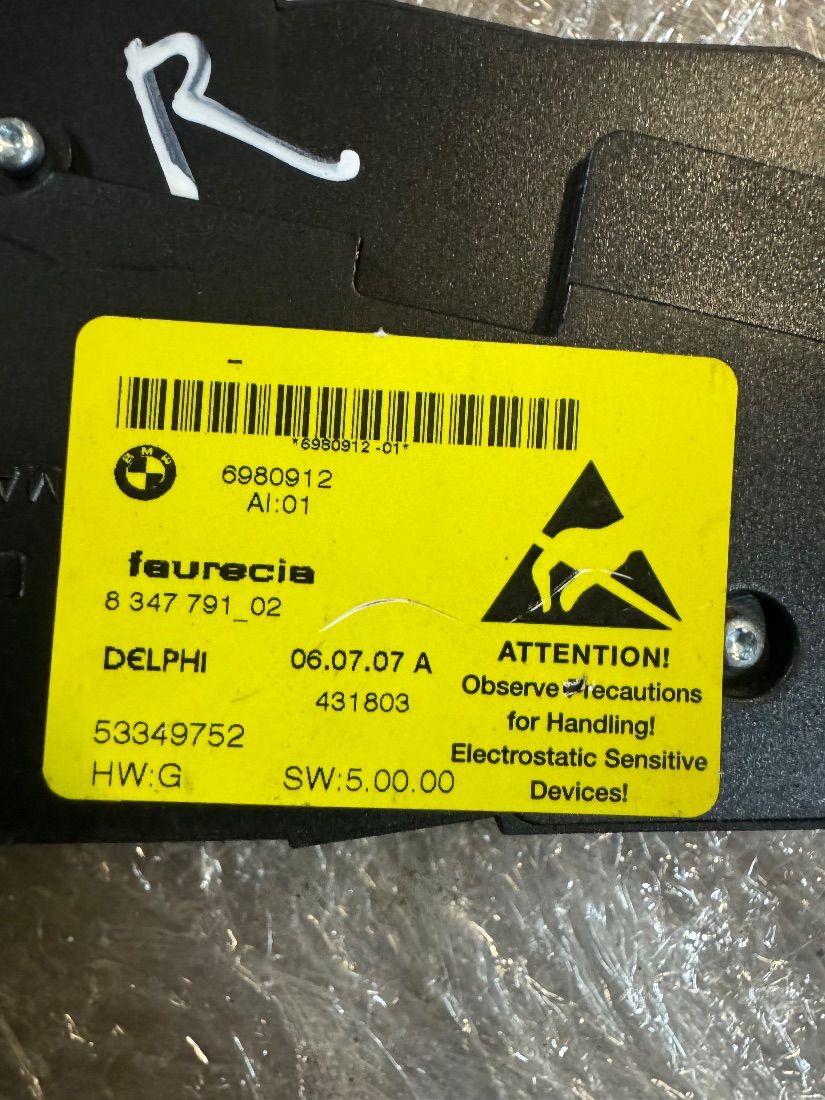 R
*6980912-01*
BMW
6980912
AI:01
faurecia
8 347 791_02
DELPHI 06.07.07 A
431803
53349752
HW:G SW:5.00.00
ATTENTION!
Observe Precautions
for Handling!
Electrostatic Sensitive
Devices!